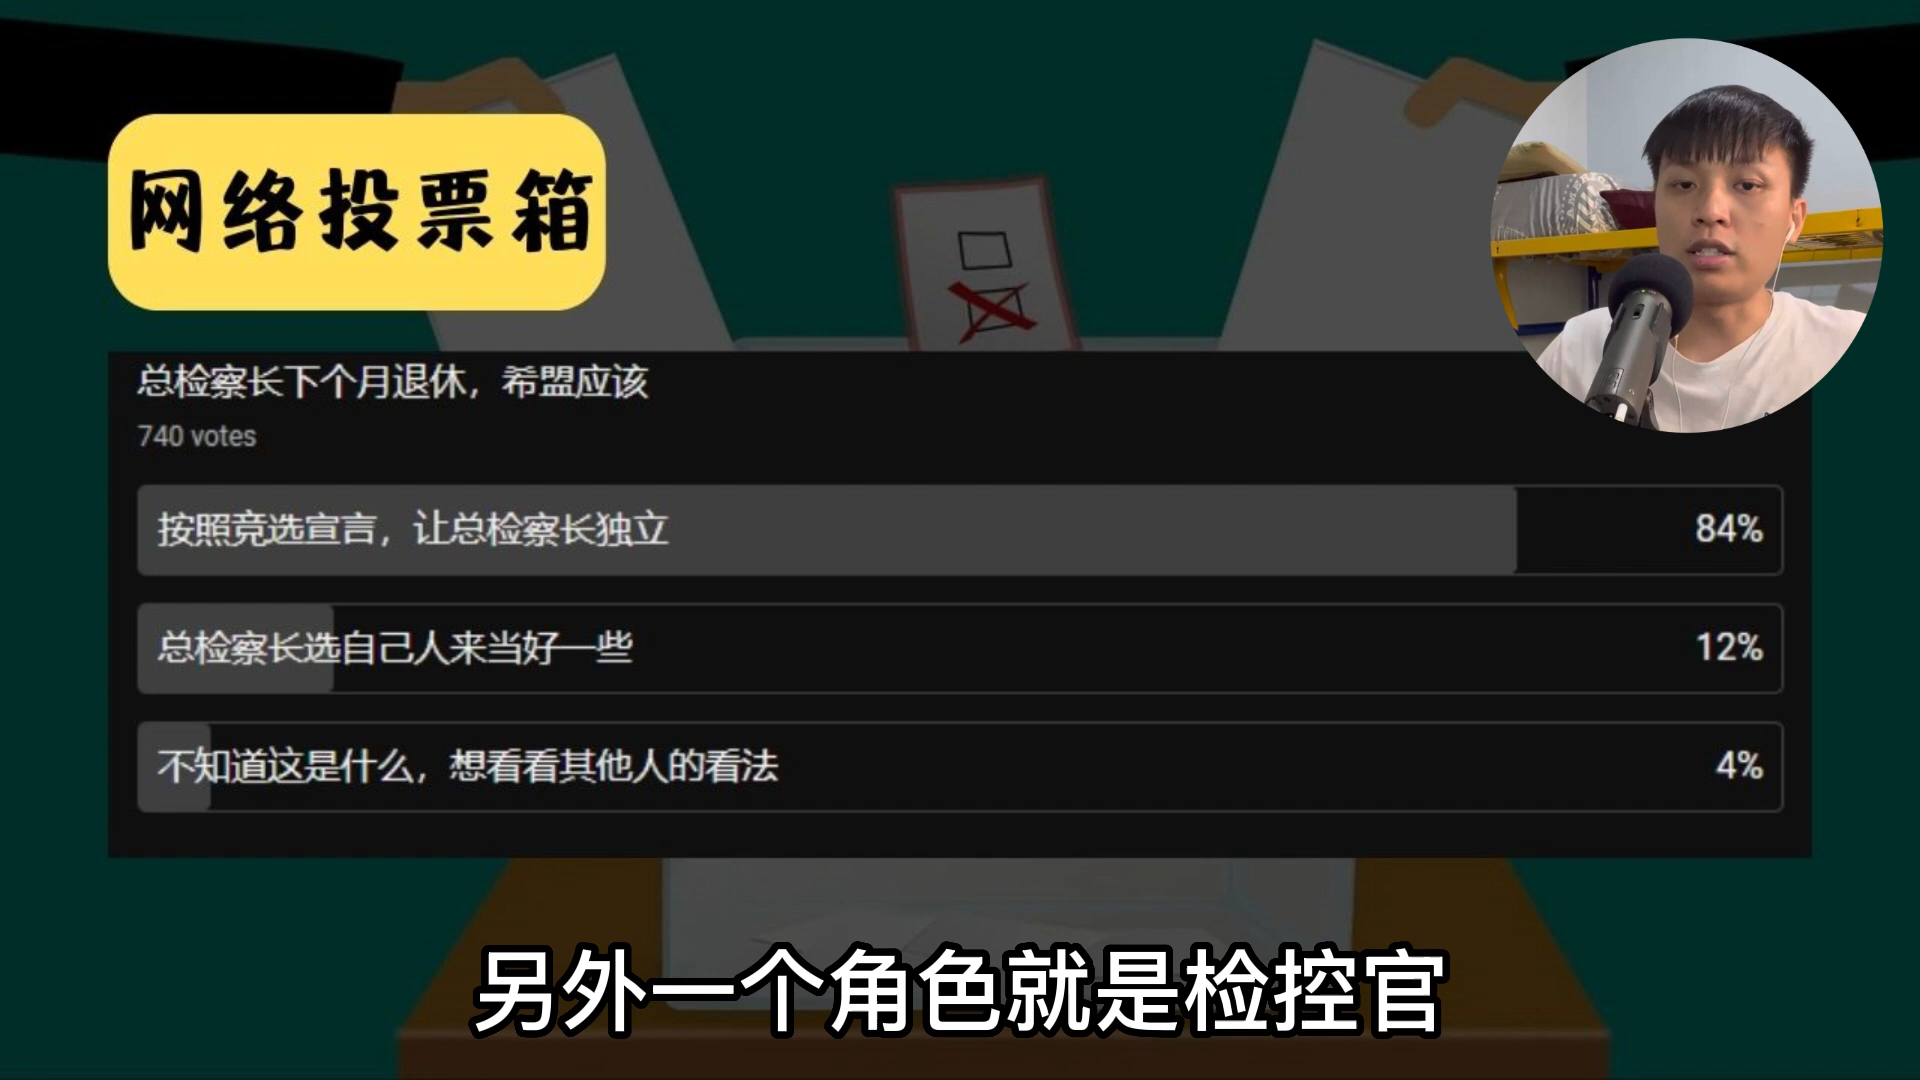 网络投票箱
总检察长下个月退休，希盟应该
740 votes
按照竞选宣言，让总检察长独立
84%
总检察长选自己人来当好一些
12%
不知道这是什么，想看看其他人的看法
4%
另外一个角色就是检控官